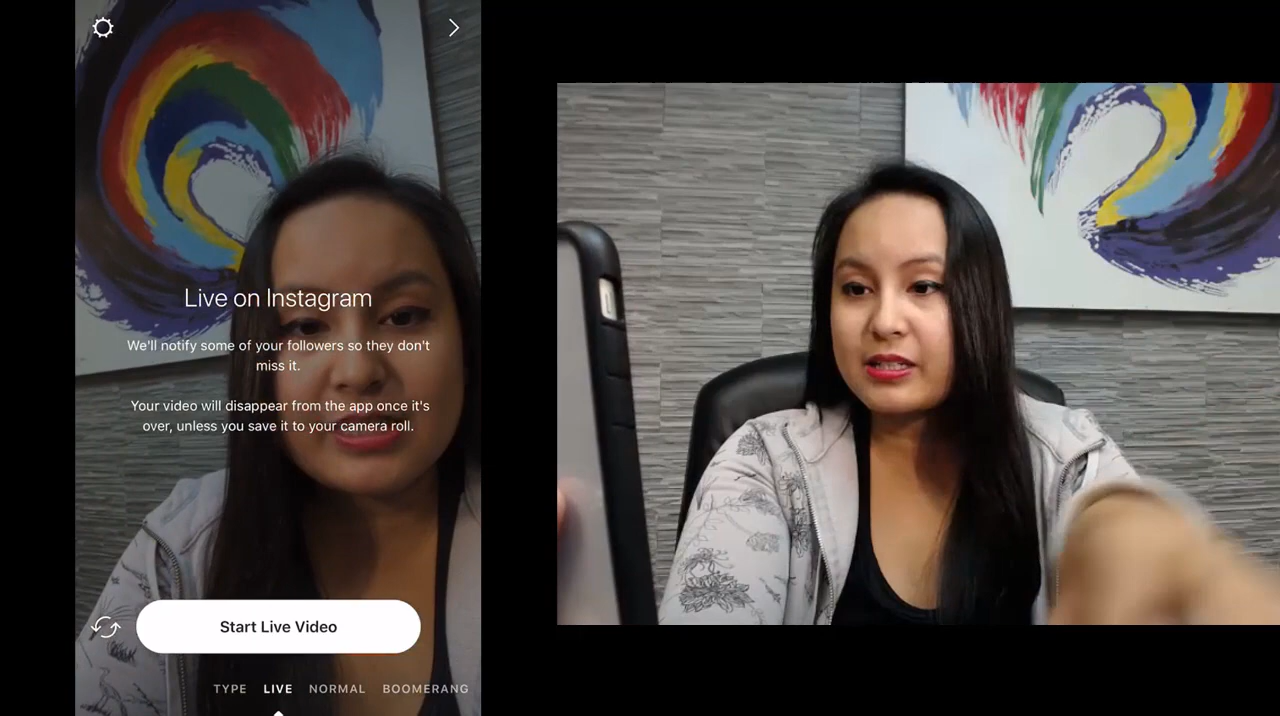 Live on Instagram
We'll notify some of your followers so they don't
miss it.
Your video will disappear from the app once it's
over, unless you save it to your camera roll.
Start Live Video
TYPE LIVE NORMAL BOOMERANG